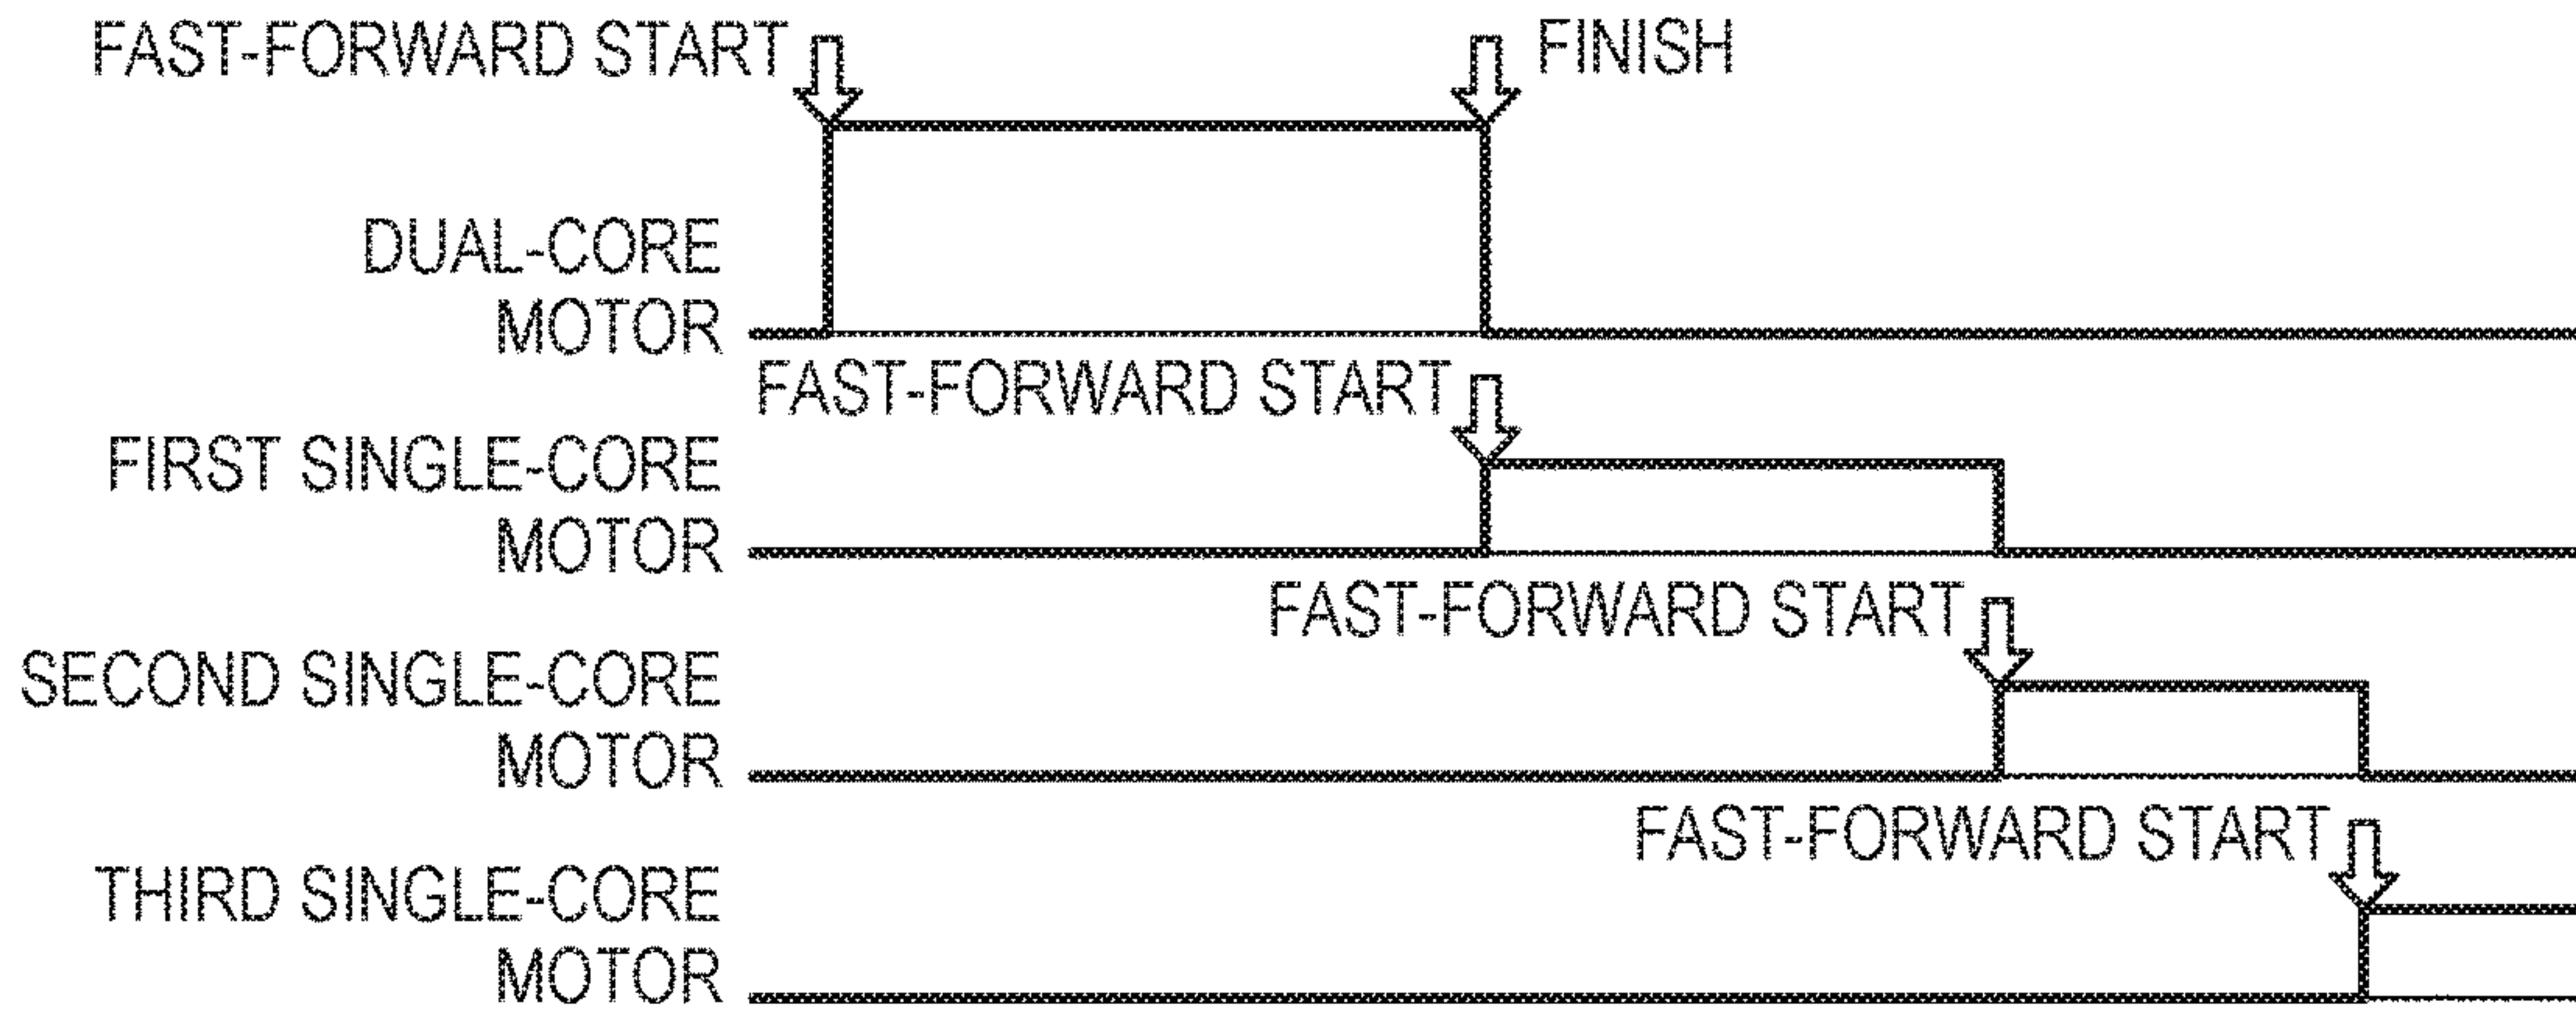 FAST-FORWARD START
FINISH
DUAL-CORE
MOTOR
FAST-FORWARD START
FIRST SINGLE-CORE
MOTOR
FAST-FORWARD START
SECOND SINGLE-CORE
MOTOR
FAST-FORWARD START
THIRD SINGLE-CORE
MOTOR